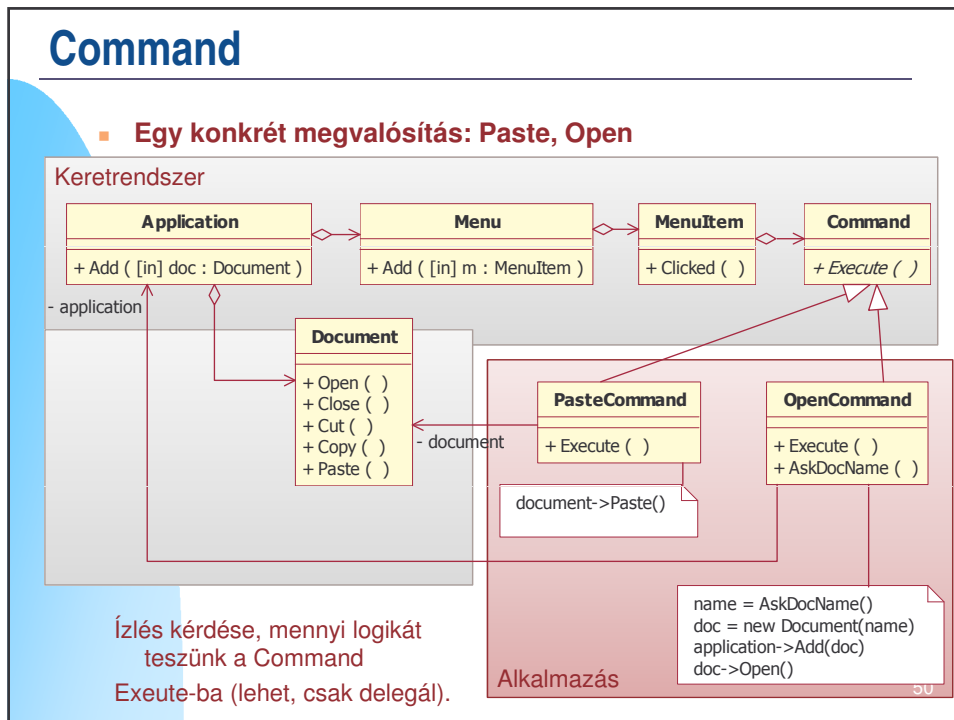 Command
Egy konkrét megvalósítás: Paste, Open
Keretrendszer
Application
+ Add ( [in] doc : Document )
Menu
+ Add ( [in] m : MenuItem )
MenuItem
+ Clicked ( )
Command
+ Execute ( )
- application
Document
+ Open ( )
+ Close ( )
+ Cut ( )
+ Copy ( )
+ Paste ( )
- document
PasteCommand
+ Execute ( )
OpenCommand
+ Execute ( )
+ AskDocName ( )
document->Paste()
name = AskDocName()
doc = new Document(name)
application->Add(doc)
doc->Open()
Ízlés kérdése, mennyi logikát
teszünk a Command
Exeute-ba (lehet, csak delegál).
Alkalmazás
50